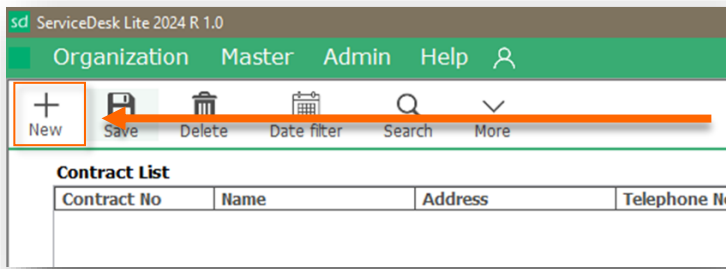 sd ServiceDesk Lite 2024 R 1.0
Organization Master Admin Help
New Save Delete Date filter Search More
Contract List
Contract No Name Address Telephone